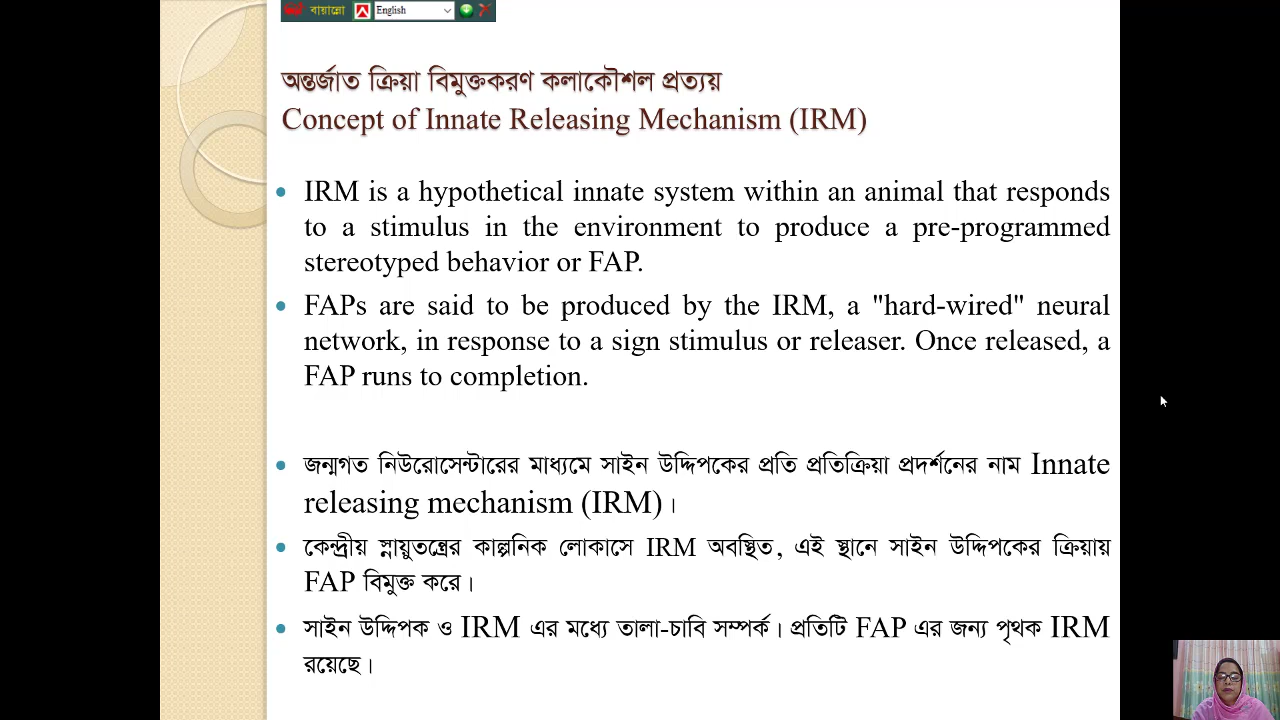 বায়ান্নো English
অন্তর্জাত ক্রিয়া বিমুক্তকরণ কলাকৌশল প্রত্যয়
Concept of Innate Releasing Mechanism (IRM)
IRM is a hypothetical innate system within an animal that responds
to a stimulus in the environment to produce a pre-programmed
stereotyped behavior or FAP.
FAPs are said to be produced by the IRM, a "hard-wired" neural
network, in response to a sign stimulus or releaser. Once released, a
FAP runs to completion.
জন্মগত নিউরোসেন্টারের মাধ্যমে সাইন উদ্দিপকের প্রতি প্রতিক্রিয়া প্রদর্শনের নাম Innate
releasing mechanism (IRM)।
কেন্দ্রীয় স্নায়ুতন্ত্রের কাল্পনিক লোকাসে IRM অবস্থিত, এই স্থানে সাইন উদ্দিপকের ক্রিয়ায়
FAP বিমুক্ত করে।
সাইন উদ্দিপক ও IRM এর মধ্যে তালা-চাবি সম্পর্ক। প্রতিটি FAP এর জন্য পৃথক IRM
রয়েছে।